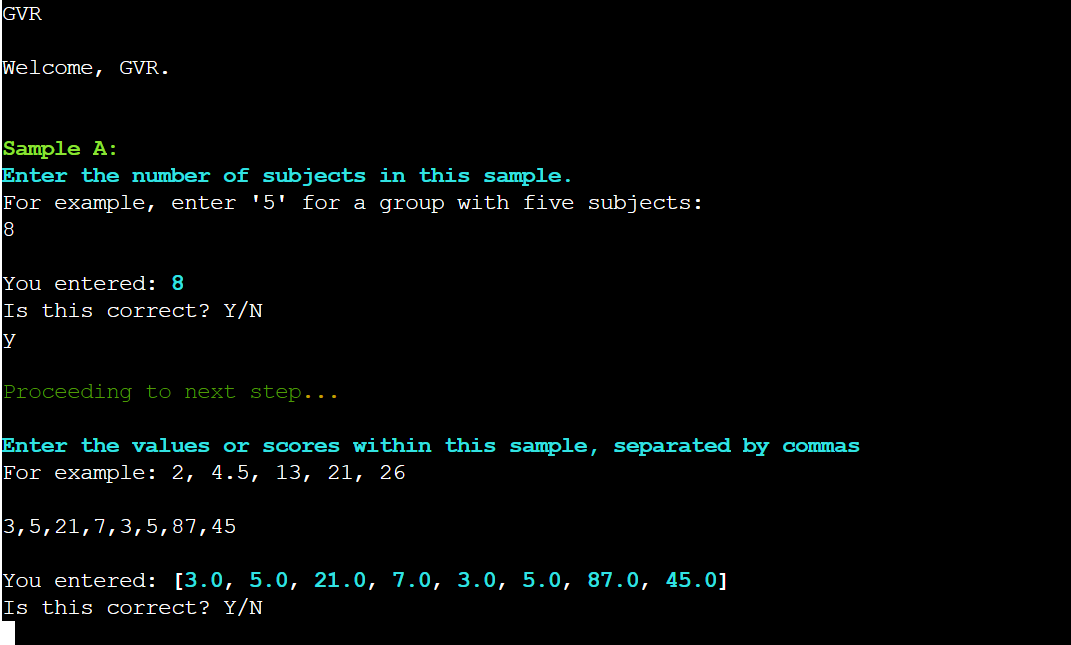 GVR
Welcome, GVR.
Sample A:
Enter the number of subjects in this sample.
For example, enter '5' for a group with five subjects:
8
You entered: 8
Is this correct? Y/N
y
Proceeding to next step...
Enter the values or scores within this sample, separated by commas
For example: 2, 4.5, 13, 21, 26
3,5,21,7,3,5,87,45
You entered: [3.0, 5.0, 21.0, 7.0, 3.0, 5.0, 87.0, 45.0]
Is this correct? Y/N